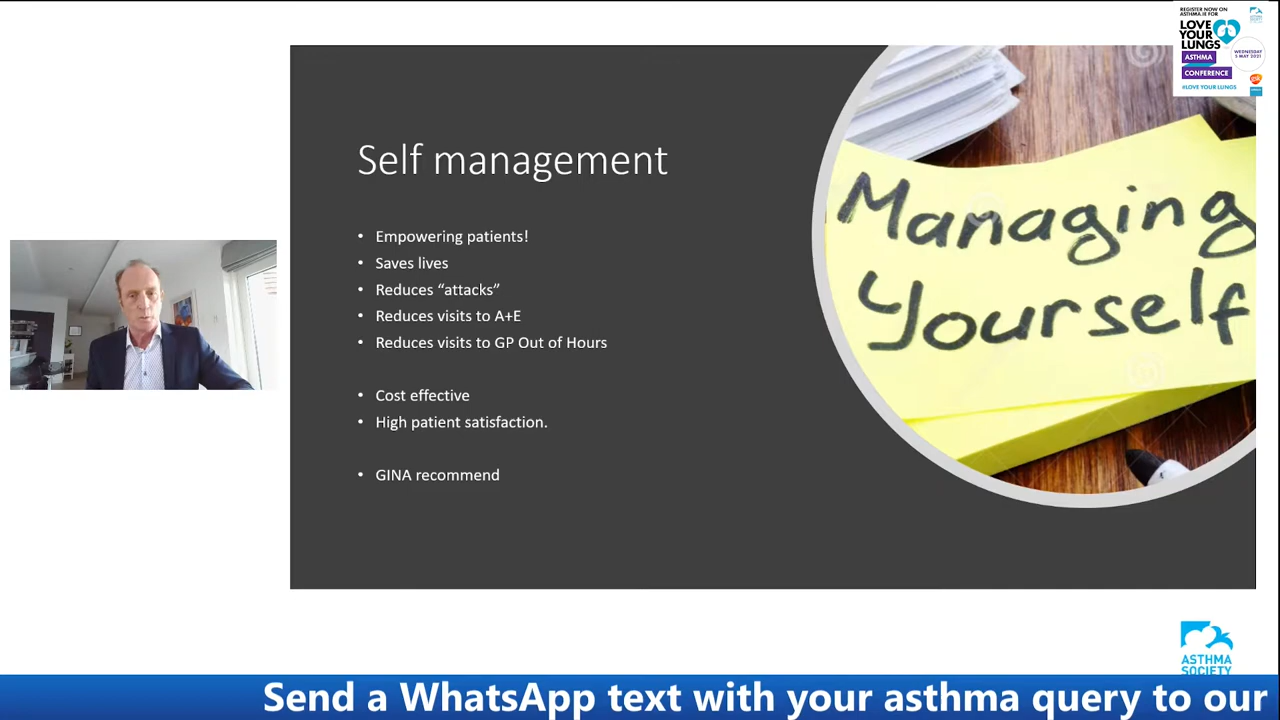 REGISTER NOW ON
ASTHMA.IE FOR
LOVE
YOUR
LUNGS
ASTHMA
CONFERENCE
WEDNESDAY
5 MAY 2021
#LOVE YOUR LUNGS
Self management
• Empowering patients!
• Saves lives
• Reduces “attacks”
• Reduces visits to A+E
• Reduces visits to GP Out of Hours
• Cost effective
• High patient satisfaction.
• GINA recommend
Managing
Yourself
ASTHMA
SOCIETY
Send a WhatsApp text with your asthma query to our